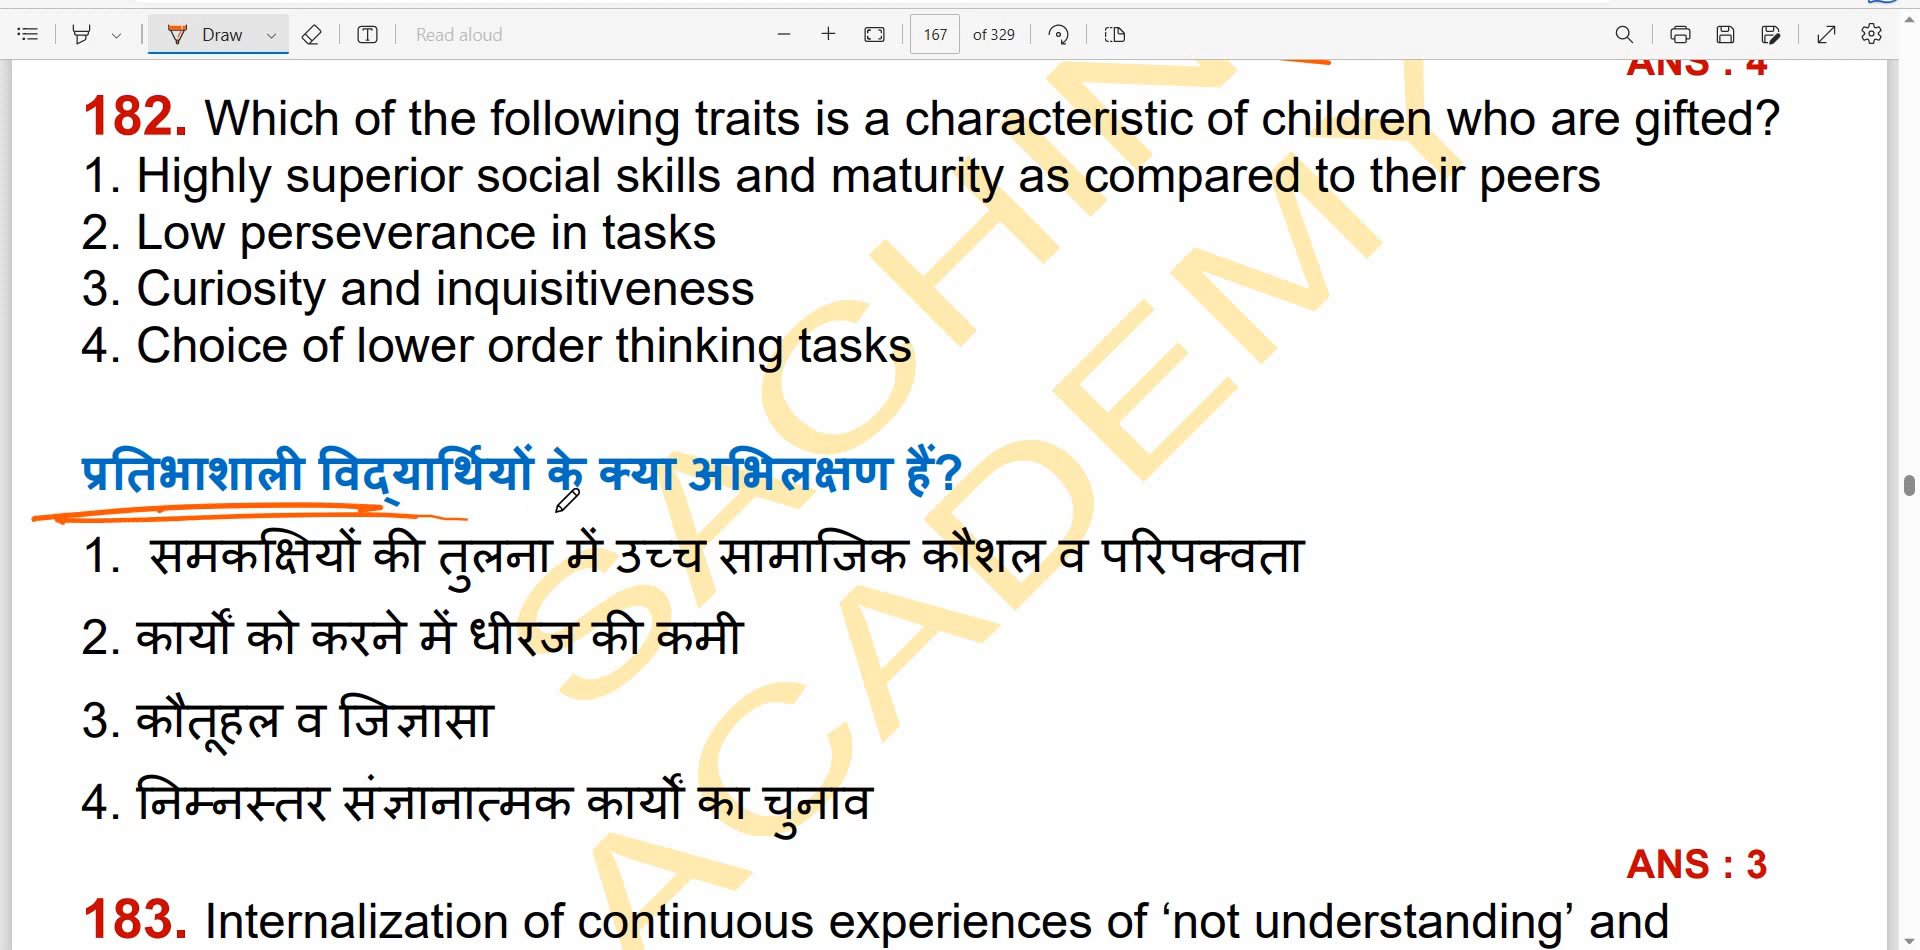 Draw
Read aloud
167 of 329
ANS : 4
182. Which of the following traits is a characteristic of children who are gifted?
1. Highly superior social skills and maturity as compared to their peers
2. Low perseverance in tasks
3. Curiosity and inquisitiveness
4. Choice of lower order thinking tasks
प्रतिभाशाली विद्यार्थियों के क्या अभिलक्षण हैं?
1. समकक्षियों की तुलना में उच्च सामाजिक कौशल व परिपक्वता
2. कार्यों को करने में धीरज की कमी
3. कौतूहल व जिज्ञासा
4. निम्नस्तर संज्ञानात्मक कार्यों का चुनाव
ANS : 3
183. Internalization of continuous experiences of ‘not understanding’ and
SACHIN
ACADEMY